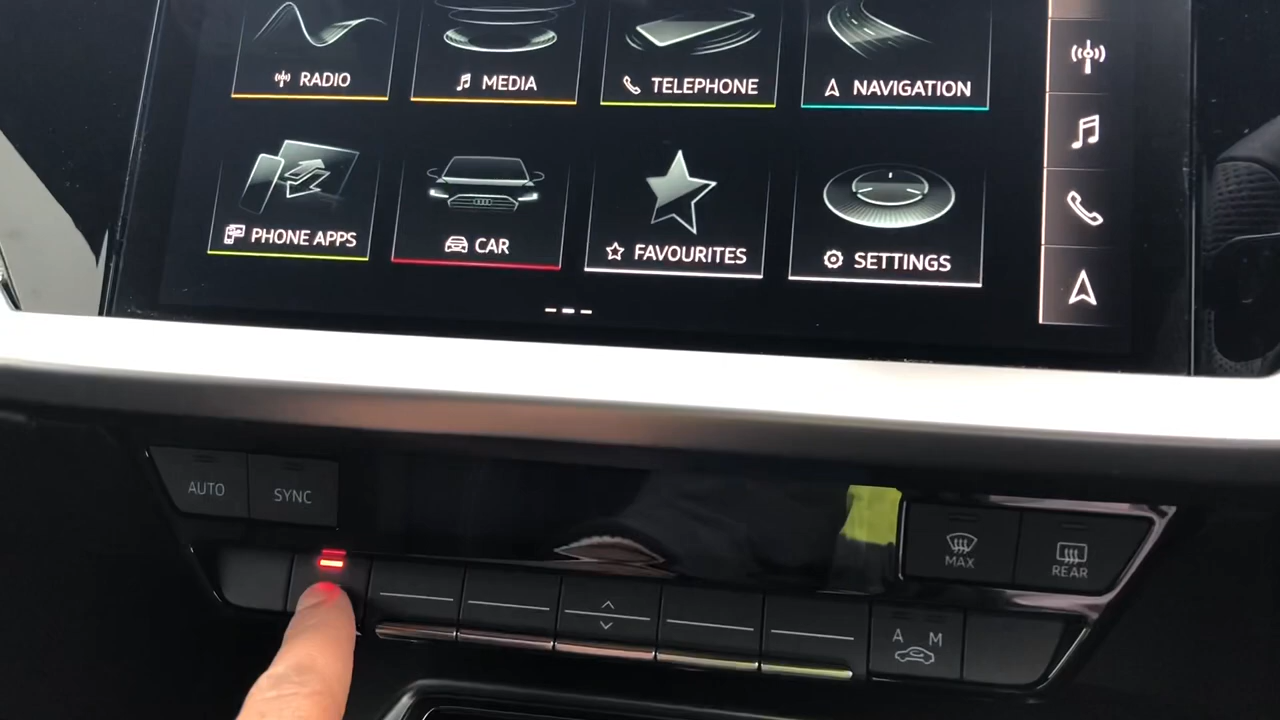 RADIO
MEDIA
TELEPHONE
NAVIGATION
PHONE APPS
CAR
FAVOURITES
SETTINGS
AUTO
SYNC
MAX
REAR
A M